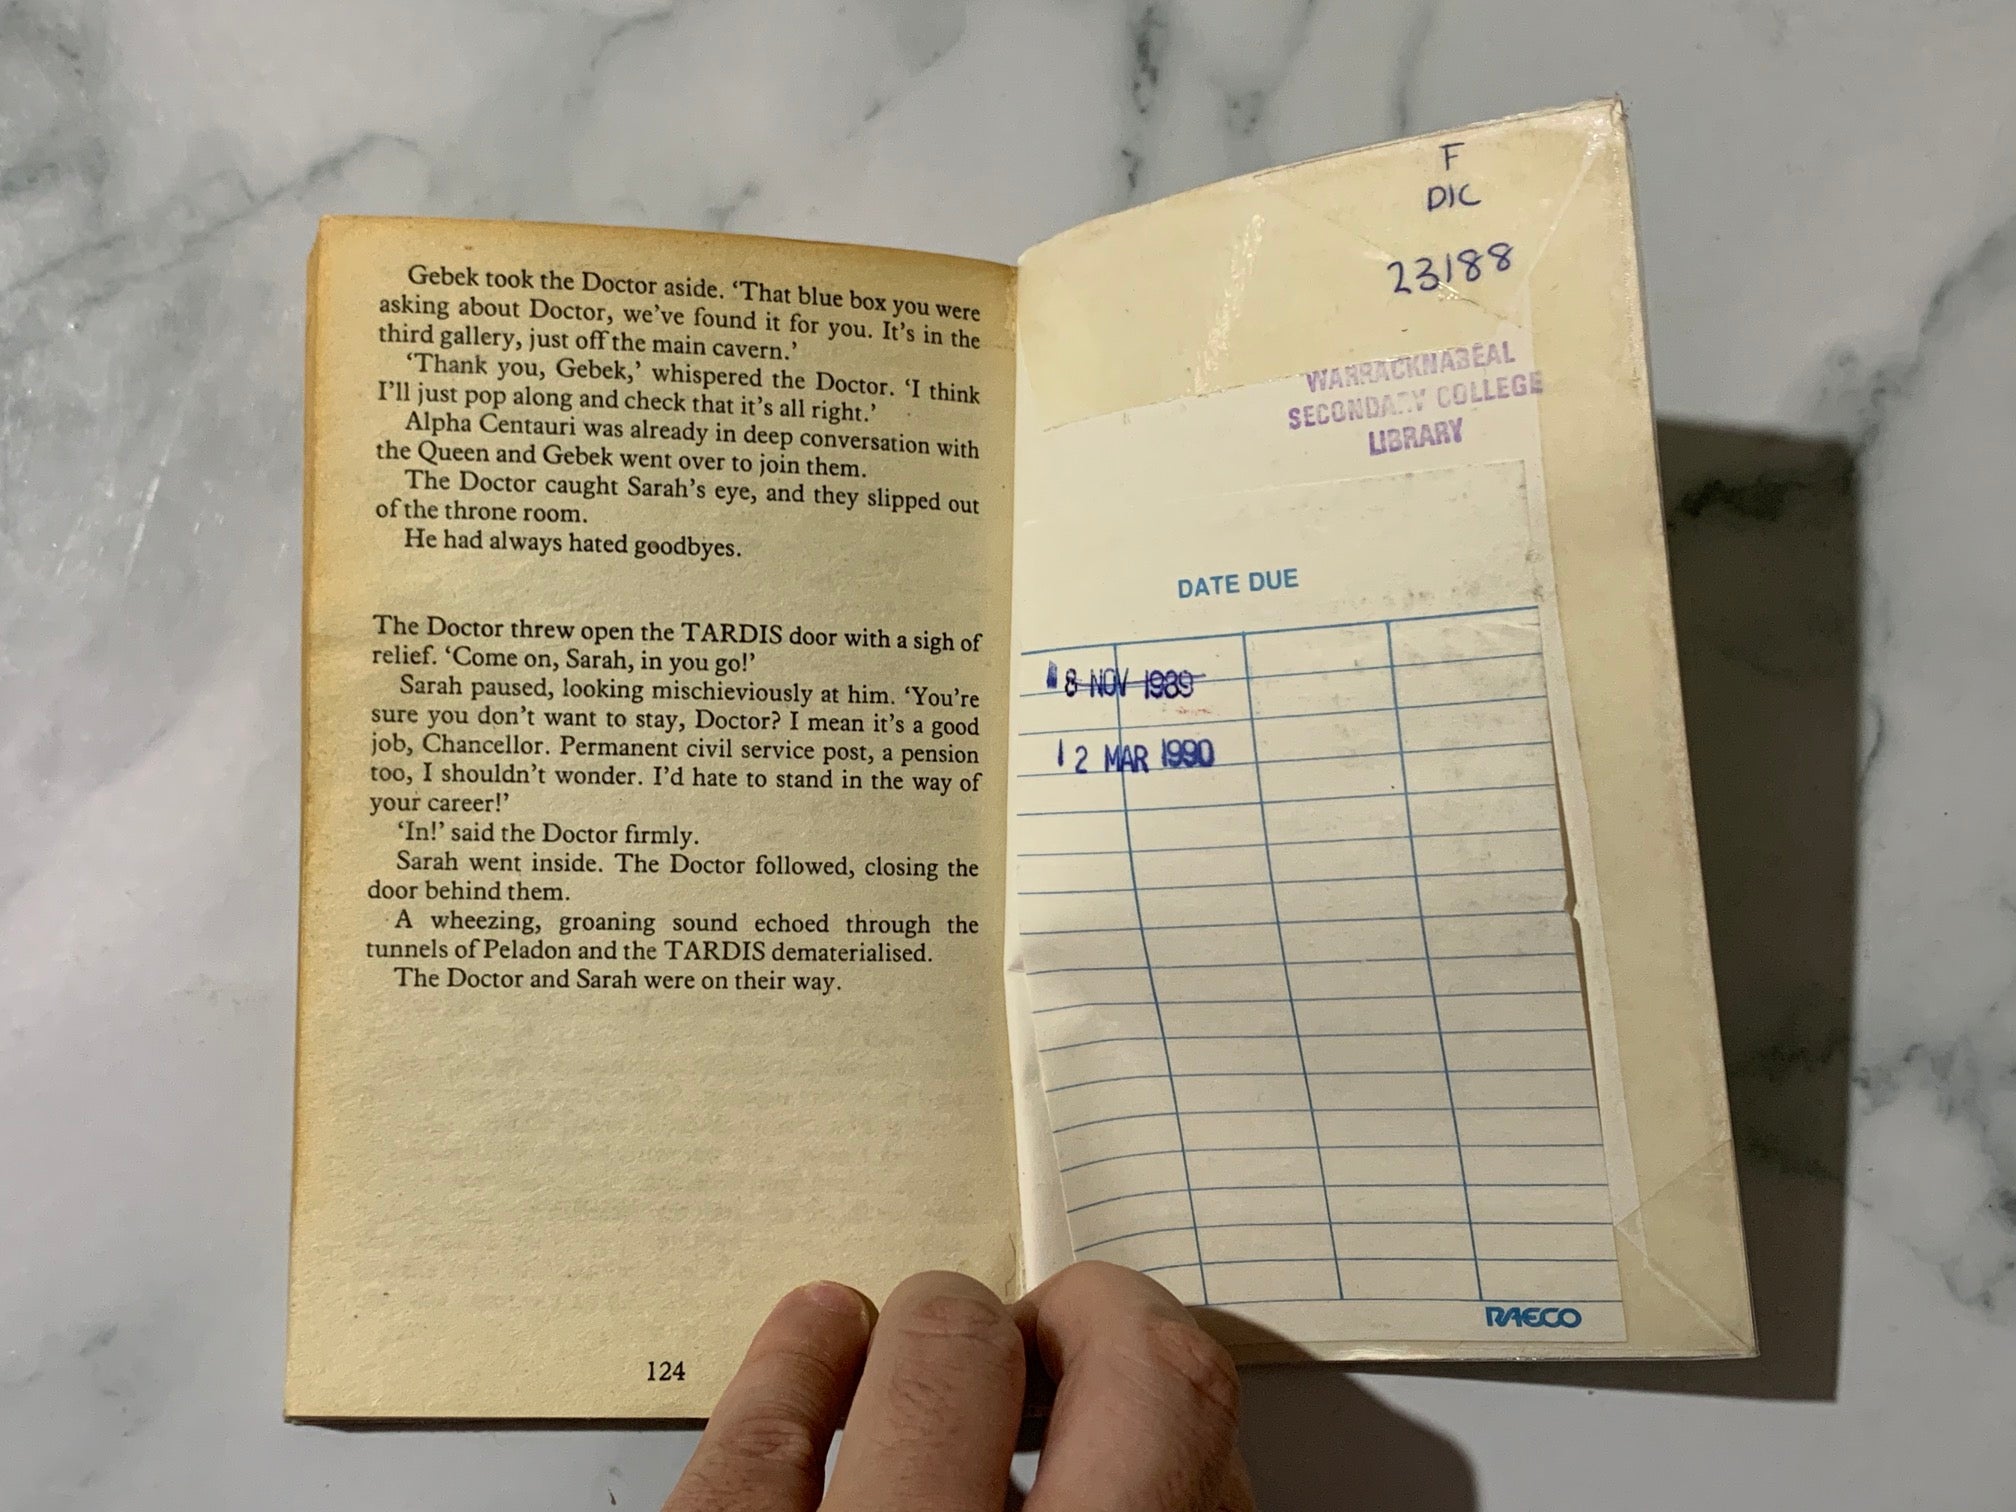 Gebek took the Doctor aside. ‘That blue box you were
asking about Doctor, we’ve found it for you. It’s in the
third gallery, just off the main cavern.’
‘Thank you, Gebek,’ whispered the Doctor. ‘I think
I’ll just pop along and check that it’s all right.’
Alpha Centauri was already in deep conversation with
the Queen and Gebek went over to join them.
The Doctor caught Sarah’s eye, and they slipped out
of the throne room.
He had always hated goodbyes.
The Doctor threw open the TARDIS door with a sigh of
relief. ‘Come on, Sarah, in you go!’
Sarah paused, looking mischieviously at him. ‘You’re
sure you don’t want to stay, Doctor? I mean it’s a good
job, Chancellor. Permanent civil service post, a pension
too, I shouldn’t wonder. I’d hate to stand in the way of
your career!’
‘In!’ said the Doctor firmly.
Sarah went inside. The Doctor followed, closing the
door behind them.
A wheezing, groaning sound echoed through the
tunnels of Peladon and the TARDIS dematerialised.
The Doctor and Sarah were on their way.
124
F
DIC
23188
WARRACKNABEAL
SECONDARY COLLEGE
LIBRARY
DATE DUE
8 NOV 1989
12 MAR 1990
RAECO